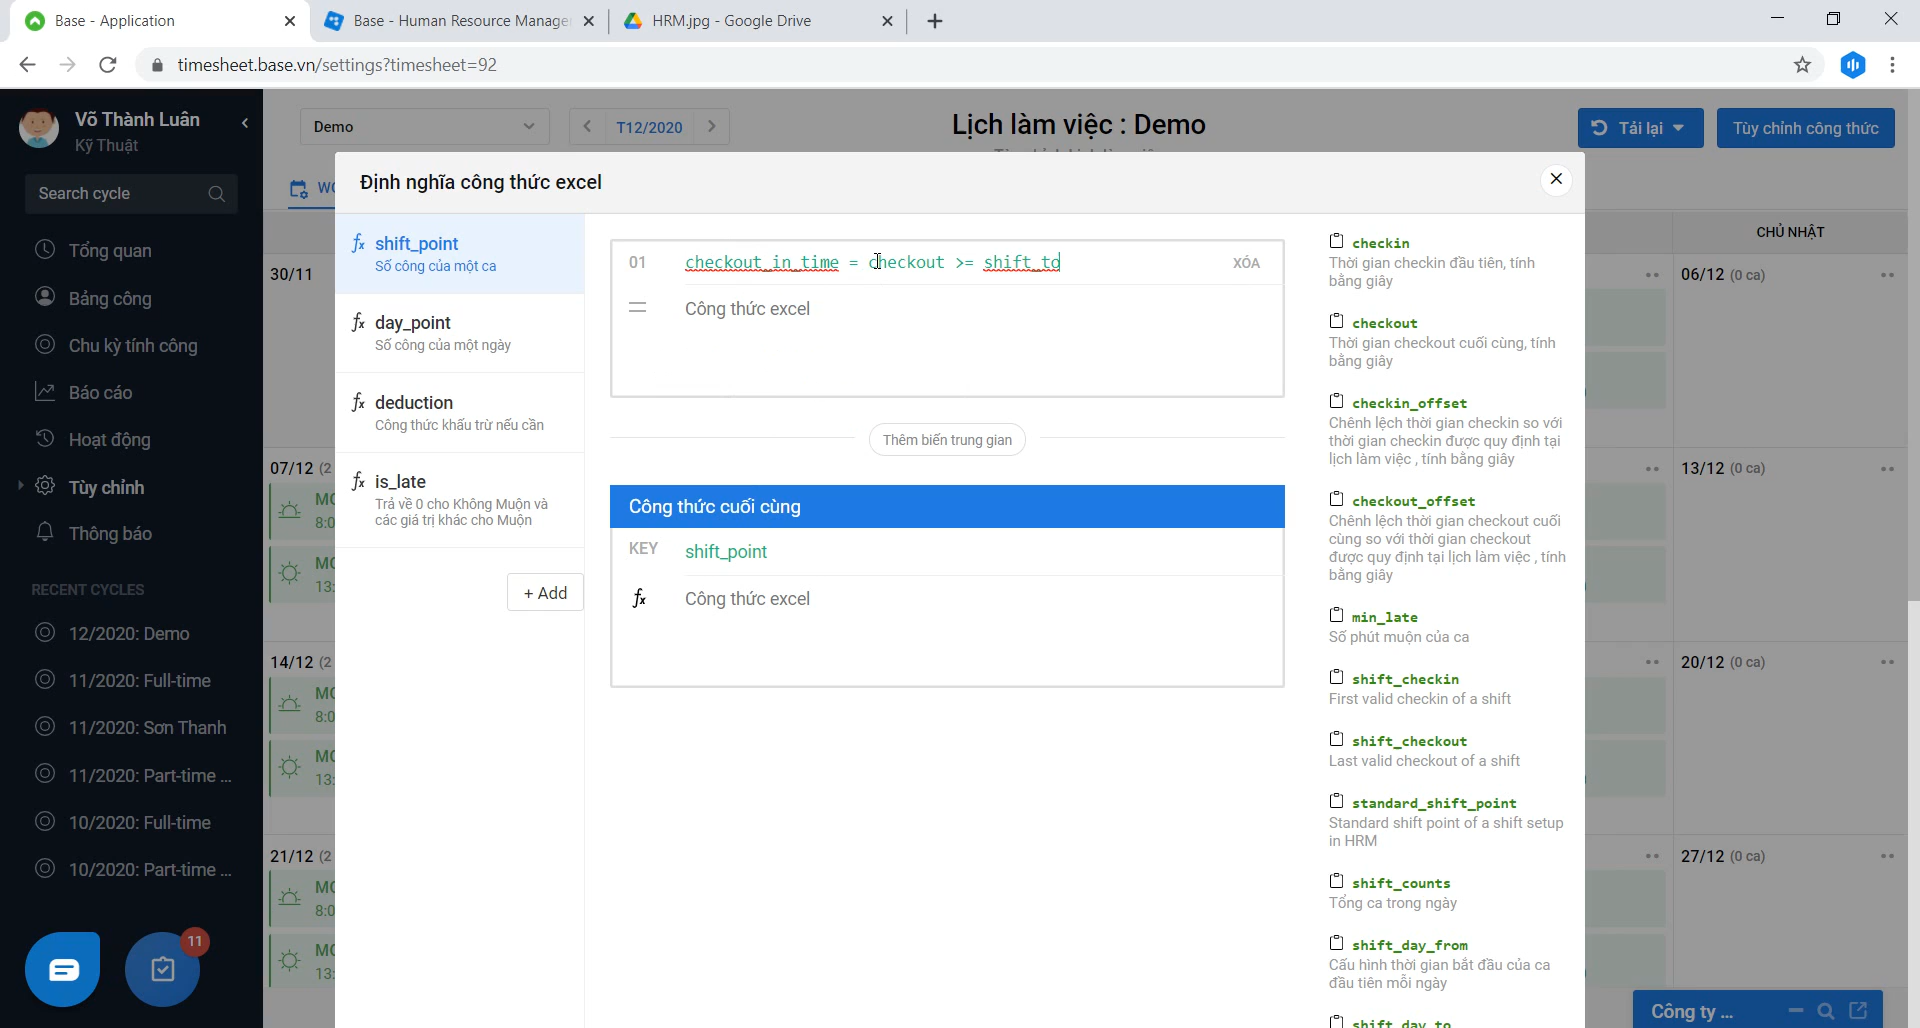 Base - Application
Base - Human Resource Manage
HRM.jpg - Google Drive
timesheet.base.vn/settings?timesheet=92
Võ Thành Luân
Kỹ Thuật
Search cycle
Tổng quan
Bảng công
Chu kỳ tính công
Báo cáo
Hoạt động
Tùy chỉnh
Thông báo
RECENT CYCLES
12/2020: Demo
11/2020: Full-time
11/2020: Sơn Thanh
11/2020: Part-time ...
10/2020: Full-time
10/2020: Part-time ...
11
Demo
T12/2020
Lịch làm việc : Demo
Tải lại
Tùy chỉnh công thức
CHỦ NHẬT
30/11
06/12 (0 ca)
07/12 (2
13/12 (0 ca)
14/12 (2
8:0
13:
20/12 (0 ca)
21/12 (2
27/12 (0 ca)
Định nghĩa công thức excel
fx shift_point
Số công của một ca
fx day_point
Số công của một ngày
fx deduction
Công thức khấu trừ nếu cần
fx is_late
Trả về 0 cho Không Muộn và
các giá trị khác cho Muộn
+ Add
01 checkout_in_time = checkout >= shift_to XÓA
Công thức excel
Thêm biến trung gian
Công thức cuối cùng
KEY shift_point
fx Công thức excel
checkin
Thời gian checkin đầu tiên, tính
bằng giây
checkout
Thời gian checkout cuối cùng, tính
bằng giây
checkin_offset
Chênh lệch thời gian checkin so với
thời gian checkin được quy định tại
lịch làm việc , tính bằng giây
checkout_offset
Chênh lệch thời gian checkout cuối
cùng so với thời gian checkout
được quy định tại lịch làm việc , tính
bằng giây
min_late
Số phút muộn của ca
shift_checkin
First valid checkin of a shift
shift_checkout
Last valid checkout of a shift
standard_shift_point
Standard shift point of a shift setup
in HRM
shift_counts
Tổng ca trong ngày
shift_day_from
Cấu hình thời gian bắt đầu của ca
đầu tiên mỗi ngày
shift_day_to
Công ty ...